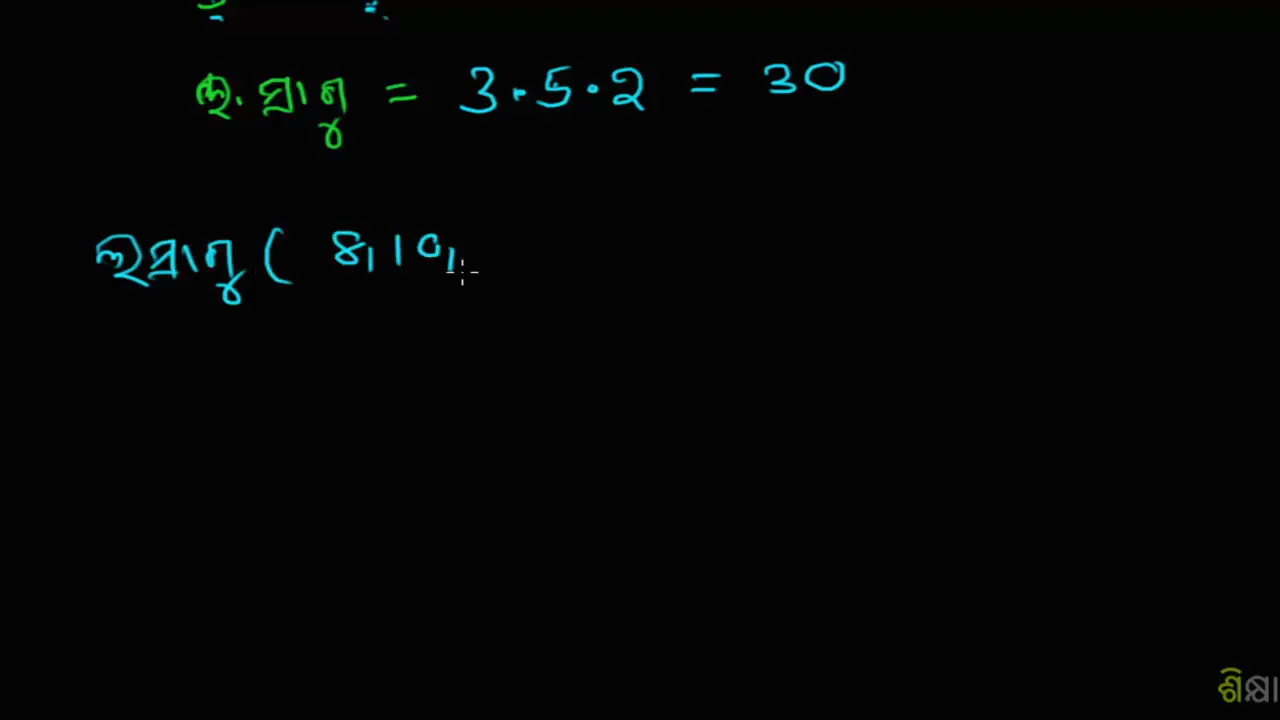 ଲ.ସା.ଗୁ = 3.5.2 = 30
ଲସାଗୁ ( 8, 10,
ଶିକ୍ଷା